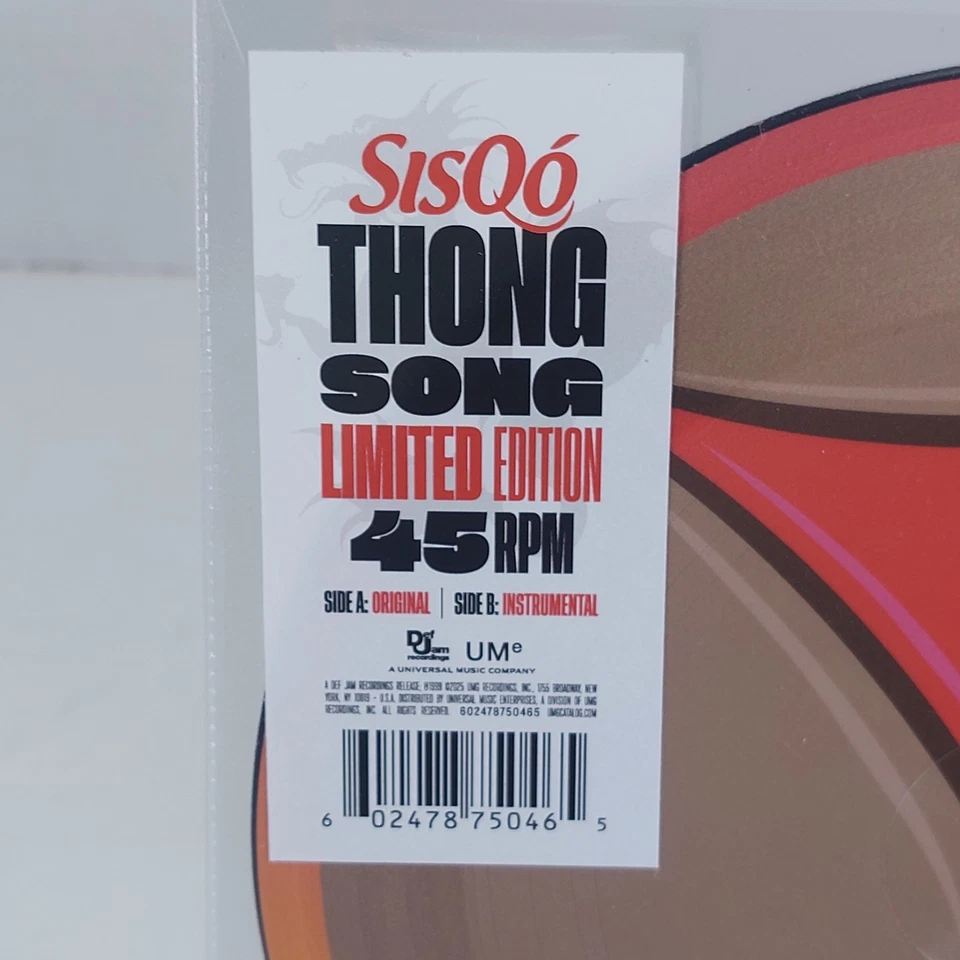 SISQÓ
THONG
SONG
LIMITED EDITION
45 RPM
SIDE A: ORIGINAL | SIDE B: INSTRUMENTAL
Def Jam recordings UMe
A UNIVERSAL MUSIC COMPANY
A DEF JAM RECORDINGS RELEASE. ℗1999 ©2025 UMG RECORDINGS, INC., 1755 BROADWAY, NEW
YORK, NY 10019 - U.S.A. DISTRIBUTED BY UNIVERSAL MUSIC ENTERPRISES, A DIVISION OF UMG
RECORDINGS, INC. ALL RIGHTS RESERVED. 602478750465 UMGCATALOG.COM
6 02478 75046 5